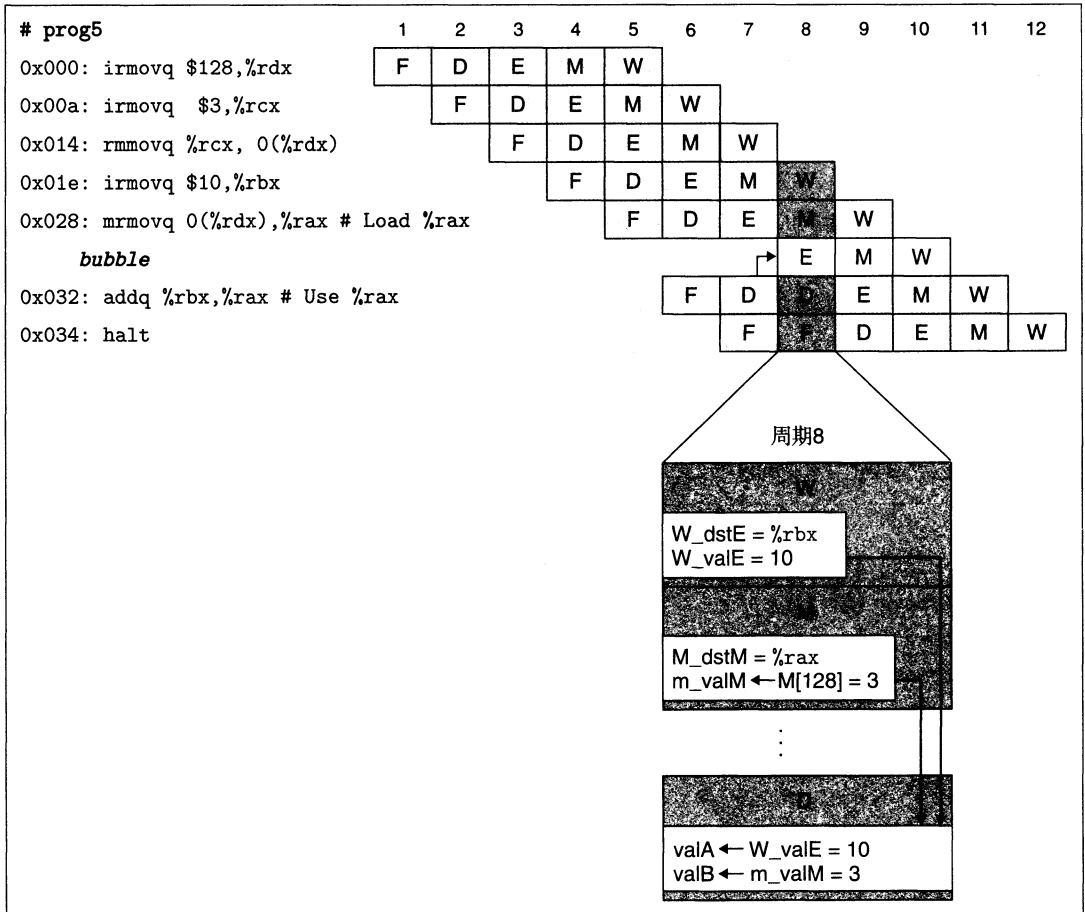 # prog5 1 2 3 4 5 6 7 8 9 10 11 12
0x000: irmovq $128,%rdx F D E M W
0x00a: irmovq $3,%rcx F D E M W
0x014: rmmovq %rcx, 0(%rdx) F D E M W
0x01e: irmovq $10,%rbx F D E M W
0x028: mrmovq 0(%rdx),%rax # Load %rax F D E M W
bubble E M W
0x032: addq %rbx,%rax # Use %rax F D D E M W
0x034: halt F F D E M W
周期8
W
W_dstE = %rbx
W_valE = 10
M
M_dstM = %rax
m_valM ← M[128] = 3
D
valA ← W_valE = 10
valB ← m_valM = 3